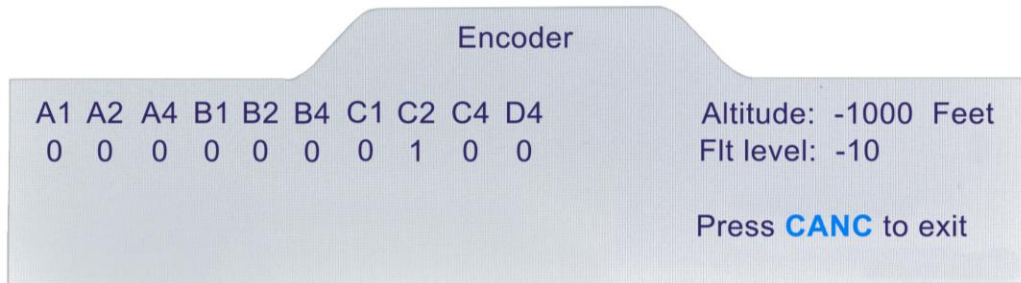 Encoder
A1 A2 A4 B1 B2 B4 C1 C2 C4 D4 Altitude: -1000 Feet
0 0 0 0 0 0 0 1 0 0 Flt level: -10
Press CANC to exit